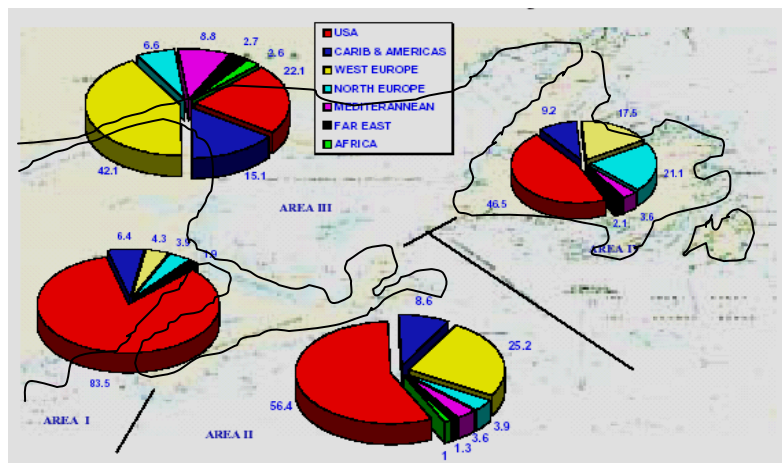 USA
CARIB & AMERICAS
WEST EUROPE
NORTH EUROPE
MEDITERANNEAN
FAR EAST
AFRICA
6.6
8.8
2.7
2.6
22.1
42.1
15.1
AREA III
9.2
17.5
46.5
21.1
2.1
3.6
AREA IV
6.4
4.3
3.9
1.9
83.5
AREA I
8.6
25.2
56.4
3.9
3.6
1.3
1
AREA II